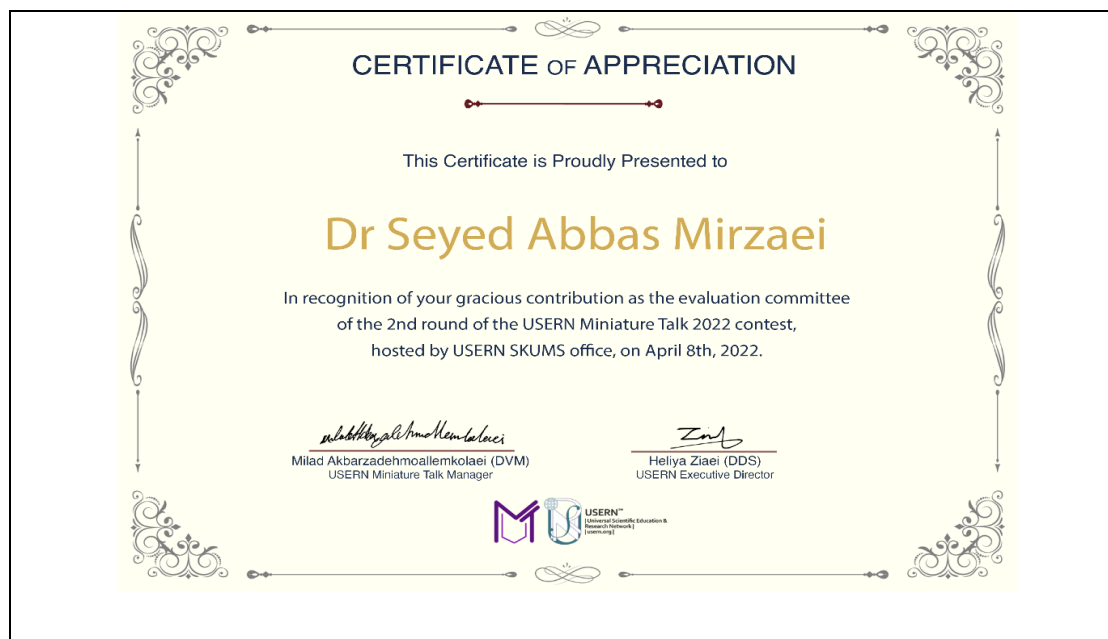 CERTIFICATE OF APPRECIATION
This Certificate is Proudly Presented to
Dr Seyed Abbas Mirzaei
In recognition of your gracious contribution as the evaluation committee
of the 2nd round of the USERN Miniature Talk 2022 contest,
hosted by USERN SKUMS office, on April 8th, 2022.
Milad Akbarzadehmoallemkolaei (DVM)
USERN Miniature Talk Manager
Heliya Ziaei (DDS)
USERN Executive Director
USERN™
| Universal Scientific Education &
Research Network |
| usern.org |